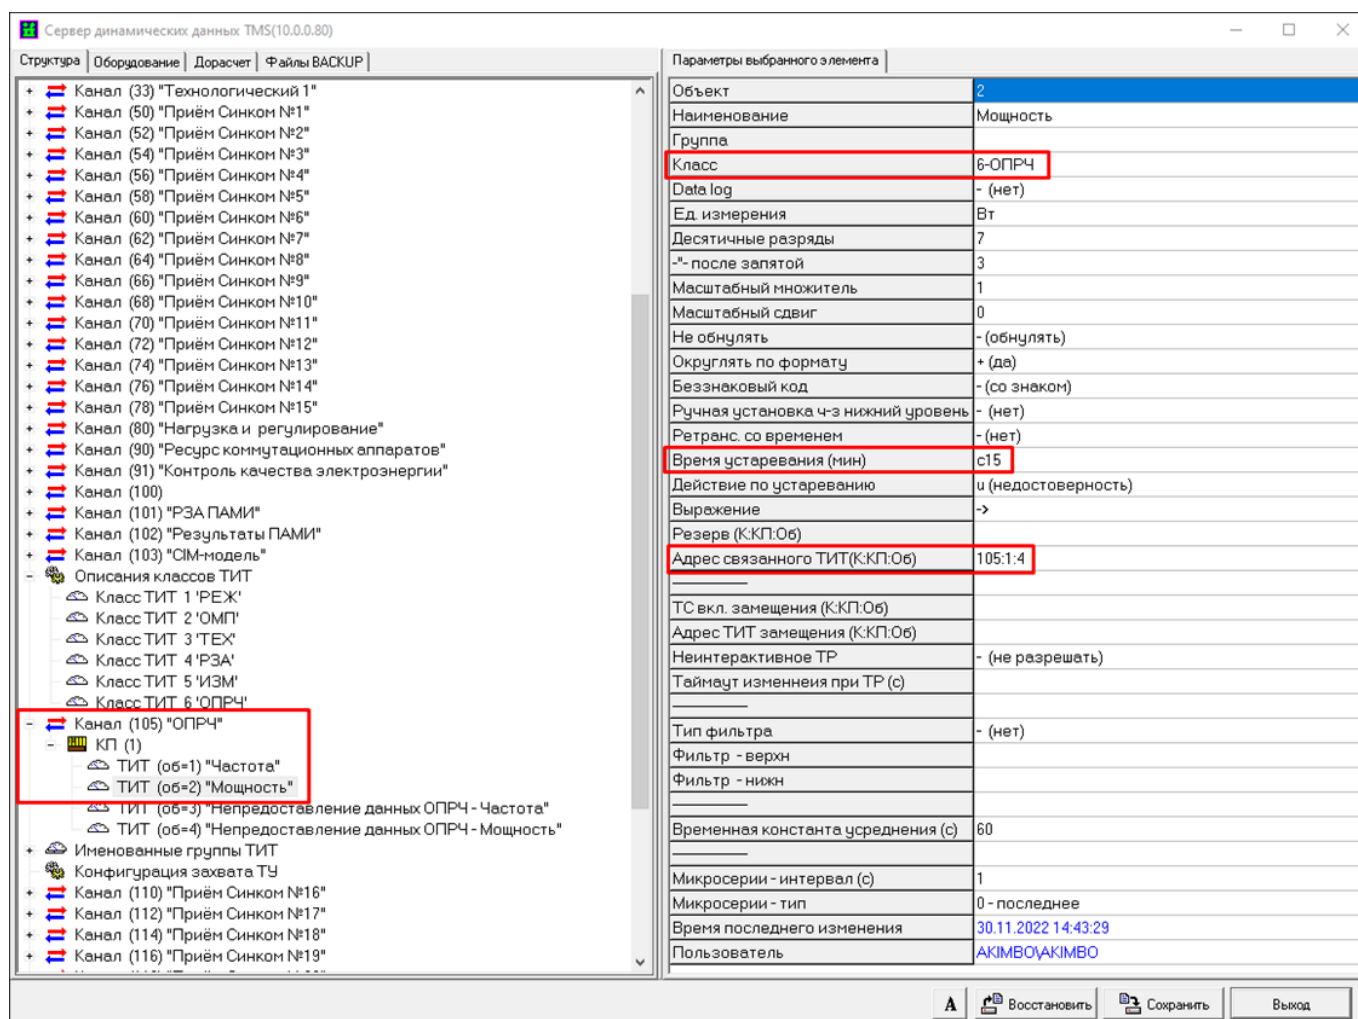 Сервер динамических данных TMS(10.0.0.80)
Структура Оборудование Дорасчет Файлы BACKUP
Канал (33) "Технологический 1"
Канал (50) "Приём Синком №1"
Канал (52) "Приём Синком №2"
Канал (54) "Приём Синком №3"
Канал (56) "Приём Синком №4"
Канал (58) "Приём Синком №5"
Канал (60) "Приём Синком №6"
Канал (62) "Приём Синком №7"
Канал (64) "Приём Синком №8"
Канал (66) "Приём Синком №9"
Канал (68) "Приём Синком №10"
Канал (70) "Приём Синком №11"
Канал (72) "Приём Синком №12"
Канал (74) "Приём Синком №13"
Канал (76) "Приём Синком №14"
Канал (78) "Приём Синком №15"
Канал (80) "Нагрузка и регулирование"
Канал (90) "Ресурс коммутационных аппаратов"
Канал (91) "Контроль качества электроэнергии"
Канал (100)
Канал (101) "РЗА ПАМИ"
Канал (102) "Результаты ПАМИ"
Канал (103) "CIM-модель"
Описания классов ТИТ
Класс ТИТ 1 'РЕЖ'
Класс ТИТ 2 'ОМП'
Класс ТИТ 3 'ТЕХ'
Класс ТИТ 4 'РЗА'
Класс ТИТ 5 'ИЗМ'
Класс ТИТ 6 'ОПРЧ'
Канал (105) "ОПРЧ"
КП (1)
ТИТ (об=1) "Частота"
ТИТ (об=2) "Мощность"
ТИТ (об=3) "Непредоставление данных ОПРЧ - Частота"
ТИТ (об=4) "Непредоставление данных ОПРЧ - Мощность"
Именованные группы ТИТ
Конфигурация захвата ТУ
Канал (110) "Приём Синком №16"
Канал (112) "Приём Синком №17"
Канал (114) "Приём Синком №18"
Канал (116) "Приём Синком №19"
Параметры выбранного элемента
Объект 2
Наименование Мощность
Группа
Класс 6-ОПРЧ
Data log - (нет)
Ед. измерения Вт
Десятичные разряды 7
-"- после запятой 3
Масштабный множитель 1
Масштабный сдвиг 0
Не обнулять - (обнулять)
Округлять по формату + (да)
Беззнаковый код - (со знаком)
Ручная установка ч-з нижний уровень - (нет)
Ретранс. со временем - (нет)
Время устаревания (мин) с15
Действие по устареванию u (недостоверность)
Выражение ->
Резерв (К:КП:Об)
Адрес связанного ТИТ(К:КП:Об) 105:1:4
ТС вкл. замещения (К:КП:Об)
Адрес ТИТ замещения (К:КП:Об)
Неинтерактивное ТР - (не разрешать)
Таймаут изменнеия при ТР (с)
Тип фильтра - (нет)
Фильтр - верхн
Фильтр - нижн
Временная константа усреднения (с) 60
Микросерии - интервал (с) 1
Микросерии - тип 0 - последнее
Время последнего изменения 30.11.2022 14:43:29
Пользователь AKIMBO\AKIMBO
A Восстановить Сохранить Выход